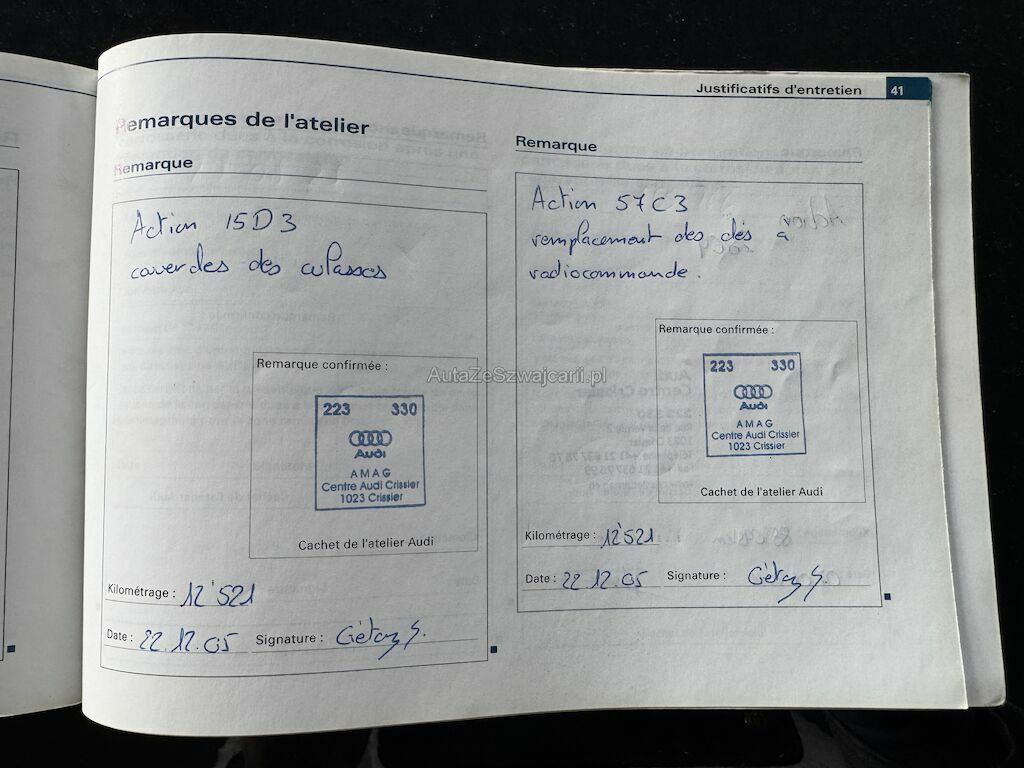 Justificatifs d'entretien 41
Remarques de l'atelier
Remarque
Action 15D3
couvercles des culasses
Remarque confirmée :
223 330
Audi
AMAG
Centre Audi Crissier
1023 Crissier
Cachet de l'atelier Audi
Kilométrage : 12'521
Date : 22.12.05 Signature : Gétaz S.
Remarque
Action 57C3
remplacement des clés a
radiocommande.
Remarque confirmée :
223 330
Audi
AMAG
Centre Audi Crissier
1023 Crissier
Cachet de l'atelier Audi
Kilométrage : 12'521
Date : 22.12.05 Signature : Gétaz S.
AutaZeSzwajcarii.pl